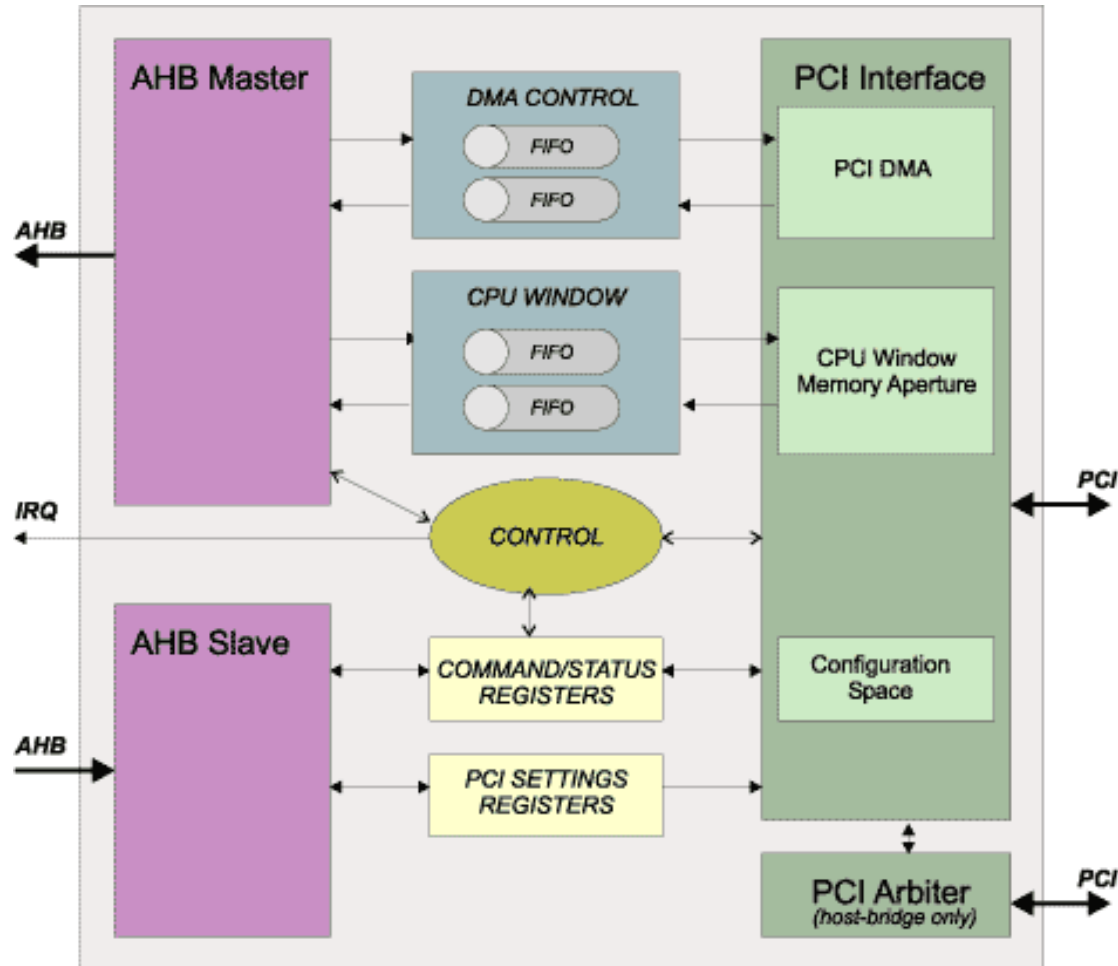 AHB Master
DMA CONTROL
FIFO
FIFO
PCI Interface
PCI DMA
AHB
CPU WINDOW
FIFO
FIFO
CPU Window
Memory Aperture
PCI
IRQ
CONTROL
AHB Slave
COMMAND/STATUS
REGISTERS
Configuration
Space
AHB
PCI SETTINGS
REGISTERS
PCI Arbiter
(host-bridge only)
PCI